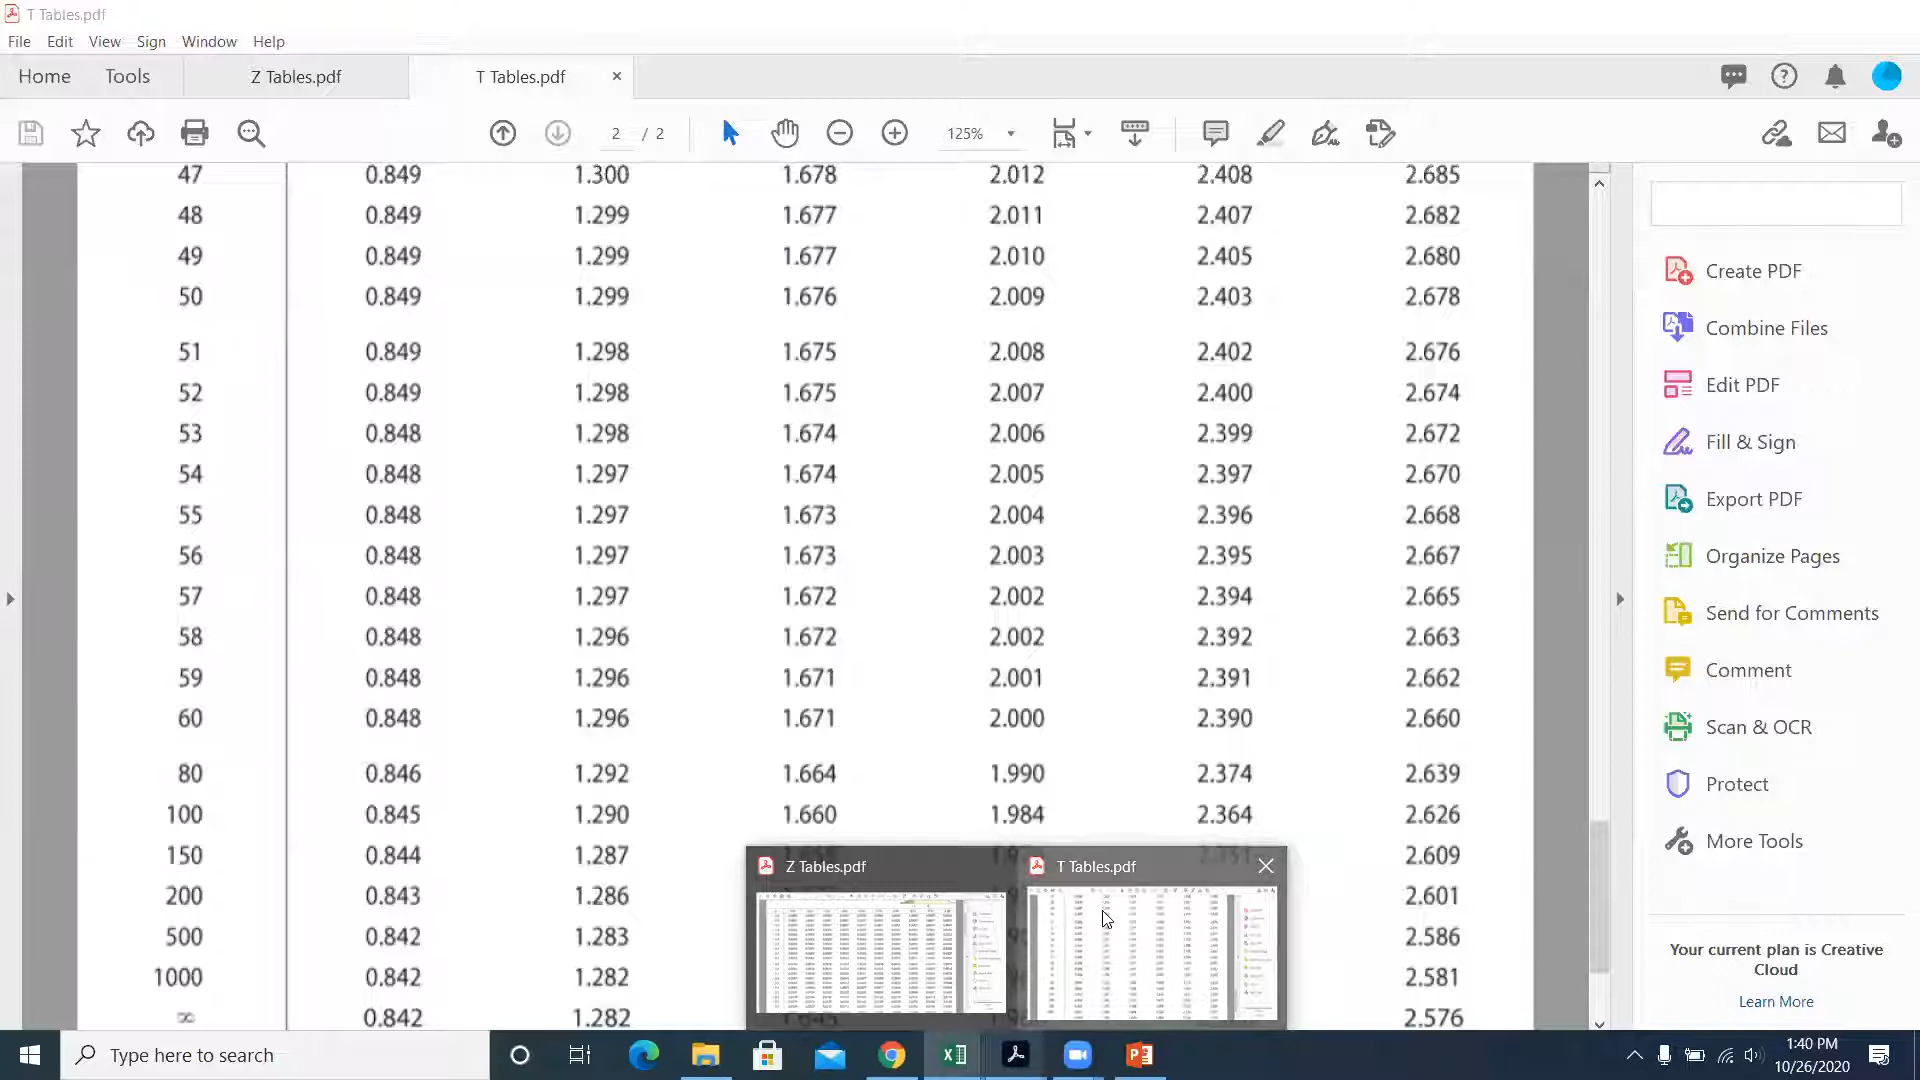 T Tables.pdf
File Edit View Sign Window Help
Home Tools Z Tables.pdf T Tables.pdf
2 / 2 125%
47 0.849 1.300 1.678 2.012 2.408 2.685
48 0.849 1.299 1.677 2.011 2.407 2.682
49 0.849 1.299 1.677 2.010 2.405 2.680
50 0.849 1.299 1.676 2.009 2.403 2.678
51 0.849 1.298 1.675 2.008 2.402 2.676
52 0.849 1.298 1.675 2.007 2.400 2.674
53 0.848 1.298 1.674 2.006 2.399 2.672
54 0.848 1.297 1.674 2.005 2.397 2.670
55 0.848 1.297 1.673 2.004 2.396 2.668
56 0.848 1.297 1.673 2.003 2.395 2.667
57 0.848 1.297 1.672 2.002 2.394 2.665
58 0.848 1.296 1.672 2.002 2.392 2.663
59 0.848 1.296 1.671 2.001 2.391 2.662
60 0.848 1.296 1.671 2.000 2.390 2.660
80 0.846 1.292 1.664 1.990 2.374 2.639
100 0.845 1.290 1.660 1.984 2.364 2.626
150 0.844 1.287 2.609
200 0.843 1.286 2.601
500 0.842 1.283 2.586
1000 0.842 1.282 2.581
∞ 0.842 1.282 2.576
Z Tables.pdf T Tables.pdf
Create PDF
Combine Files
Edit PDF
Fill & Sign
Export PDF
Organize Pages
Send for Comments
Comment
Scan & OCR
Protect
More Tools
Your current plan is Creative
Cloud
Learn More
Type here to search
1:40 PM
10/26/2020